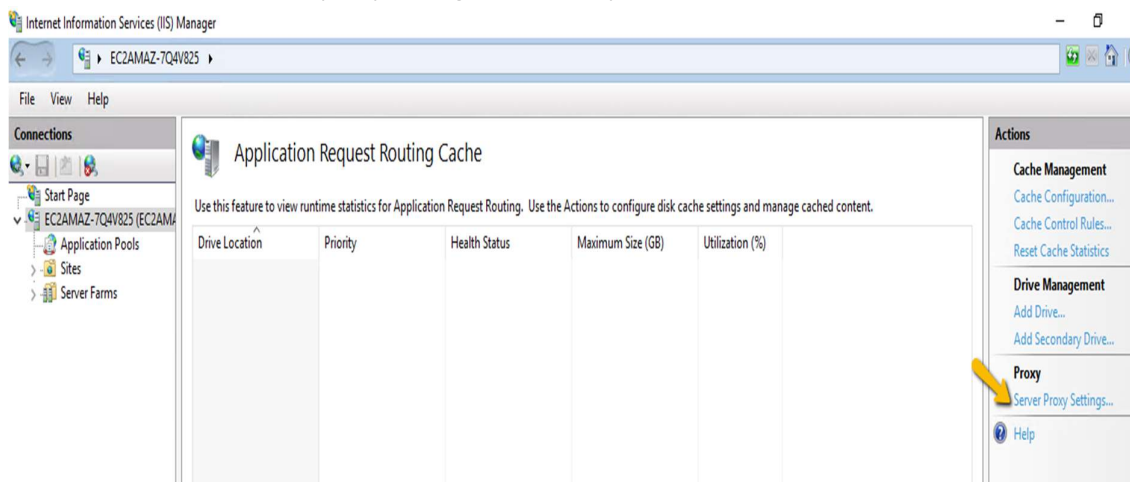 Internet Information Services (IIS) Manager
EC2AMAZ-7Q4V825
File View Help
Connections
Start Page
EC2AMAZ-7Q4V825 (EC2AMA
Application Pools
Sites
Server Farms
Application Request Routing Cache
Use this feature to view runtime statistics for Application Request Routing. Use the Actions to configure disk cache settings and manage cached content.
Drive Location Priority Health Status Maximum Size (GB) Utilization (%)
Actions
Cache Management
Cache Configuration...
Cache Control Rules...
Reset Cache Statistics
Drive Management
Add Drive...
Add Secondary Drive...
Proxy
Server Proxy Settings...
Help